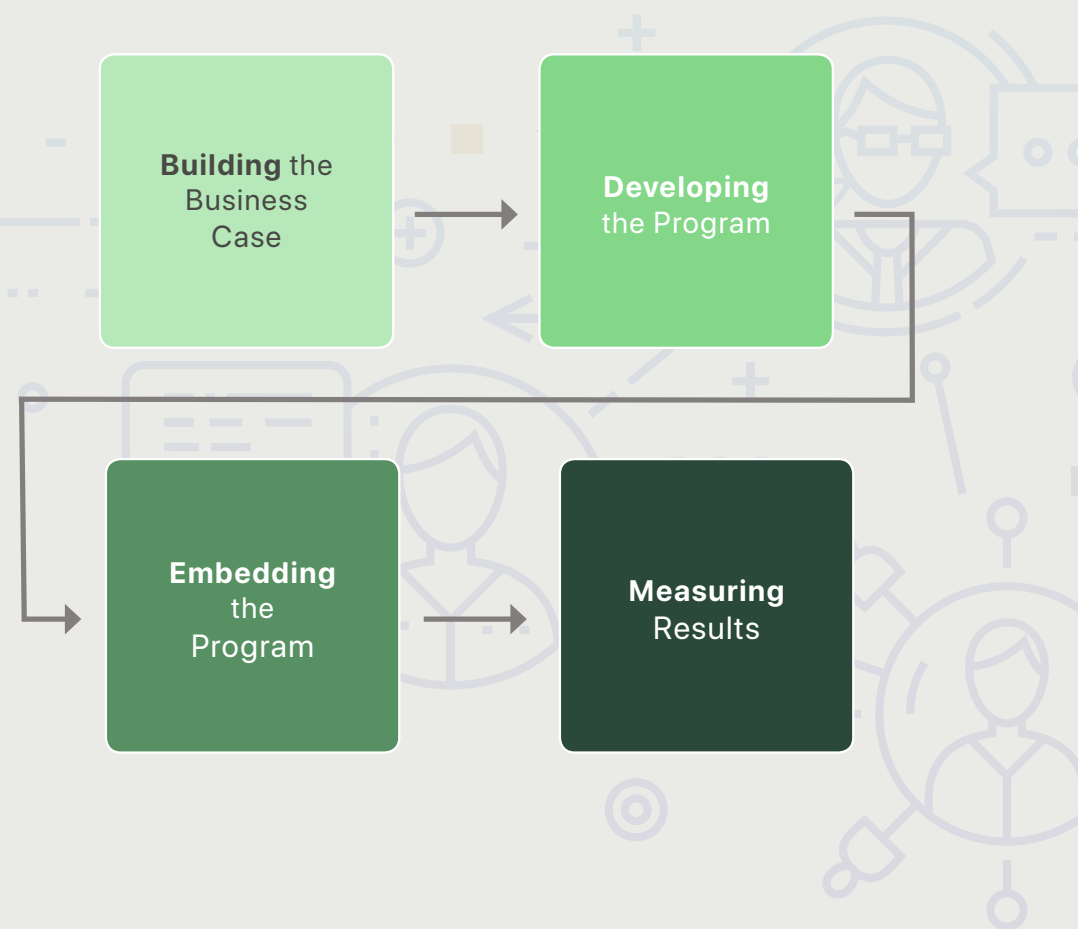 Building the
Business
Case
Developing
the Program
Embedding
the
Program
Measuring
Results